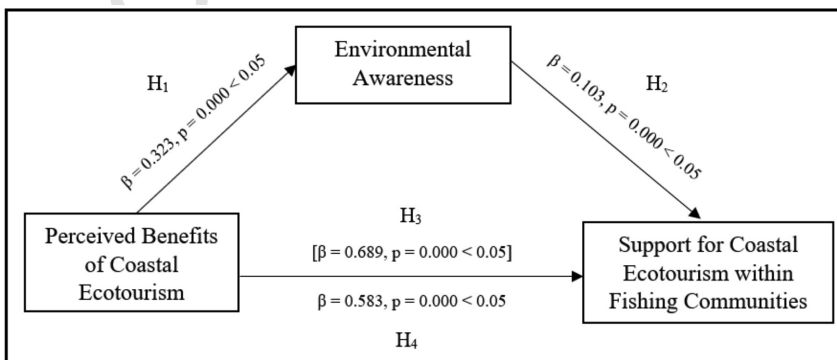 Environmental
Awareness
H₁
β = 0.323, p = 0.000 < 0.05
β = 0.103, p = 0.000 < 0.05
H₂
Perceived Benefits
of Coastal
Ecotourism
H₃
[β = 0.689, p = 0.000 < 0.05]
β = 0.583, p = 0.000 < 0.05
H₄
Support for Coastal
Ecotourism within
Fishing Communities